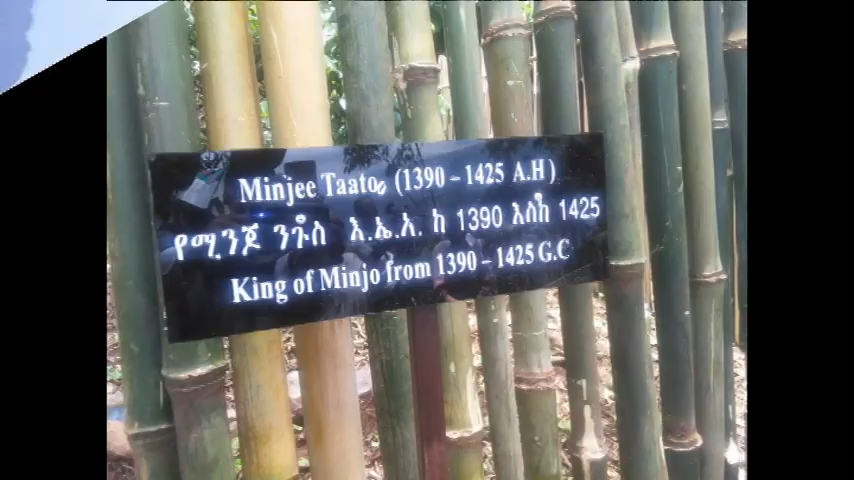 Minjee Taatoo (1390 – 1425 A.H)
የሚንጆ ንጉስ እ.ኤ.አ. ከ 1390 እስከ 1425
King of Minjo from 1390 – 1425 G.C